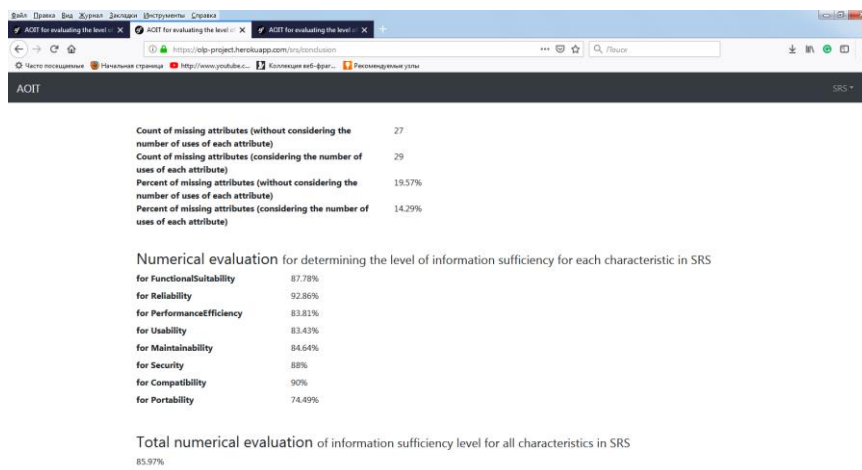 Файл Правка Вид Журнал Закладки Инструменты Справка
AOIT for evaluating the level of AOIT for evaluating the level of AOIT for evaluating the level of
https://olp-project.herokuapp.com/srs/conclusion Поиск
Часто посещаемые Начальная страница http://www.youtube.c... Коллекция веб-фраг... Рекомендуемые узлы
AOIT SRS
Count of missing attributes (without considering the 27
number of uses of each attribute)
Count of missing attributes (considering the number of 29
uses of each attribute)
Percent of missing attributes (without considering the 19.57%
number of uses of each attribute)
Percent of missing attributes (considering the number of 14.29%
uses of each attribute)
Numerical evaluation for determining the level of information sufficiency for each characteristic in SRS
for FunctionalSuitability 87.78%
for Reliability 92.86%
for PerformanceEfficiency 83.81%
for Usability 83.43%
for Maintainability 84.64%
for Security 88%
for Compatibility 90%
for Portability 74.49%
Total numerical evaluation of information sufficiency level for all characteristics in SRS
85.97%